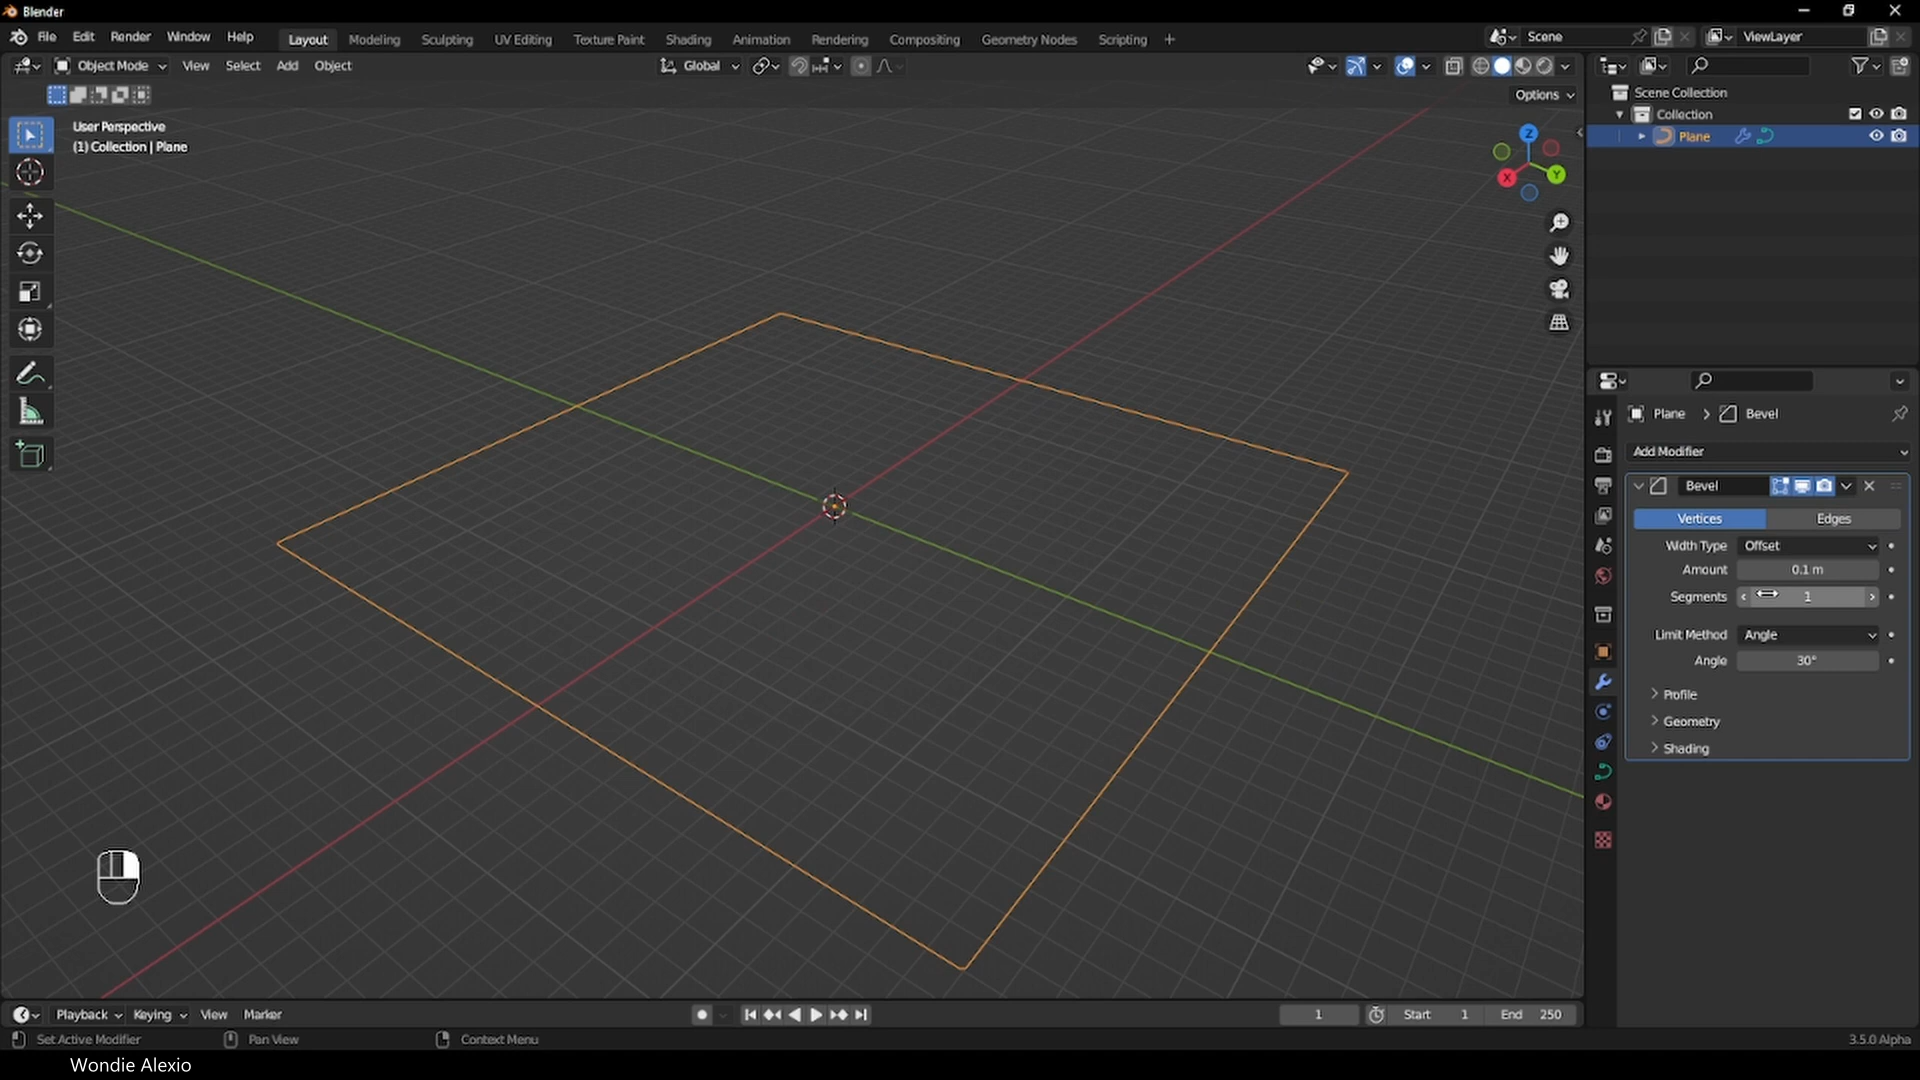 Blender
File Edit Render Window Help Layout Modeling Sculpting UV Editing Texture Paint Shading Animation Rendering Compositing Geometry Nodes Scripting + Scene ViewLayer
Object Mode View Select Add Object Global
Options
User Perspective
(1) Collection | Plane
Z
Y
X
Scene Collection
Collection
Plane
Plane > Bevel
Add Modifier
Bevel
Vertices Edges
Width Type Offset
Amount 0.1 m
Segments 1
Limit Method Angle
Angle 30°
Profile
Geometry
Shading
Playback Keying View Marker 1 Start 1 End 250
Set Active Modifier Pan View Context Menu 3.5.0 Alpha
Wondie Alexio